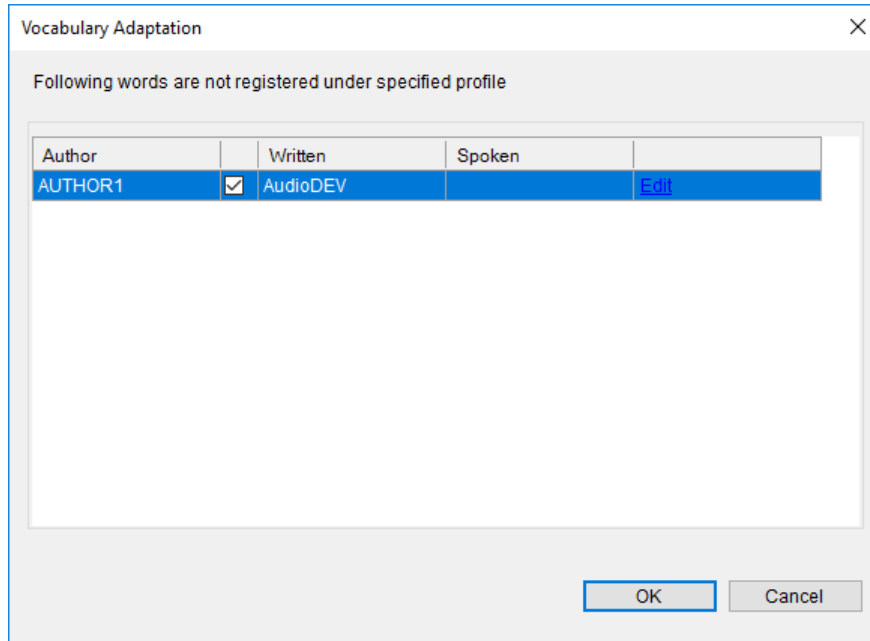 Vocabulary Adaptation
Following words are not registered under specified profile
Author Written Spoken
AUTHOR1 AudioDEV Edit
OK Cancel